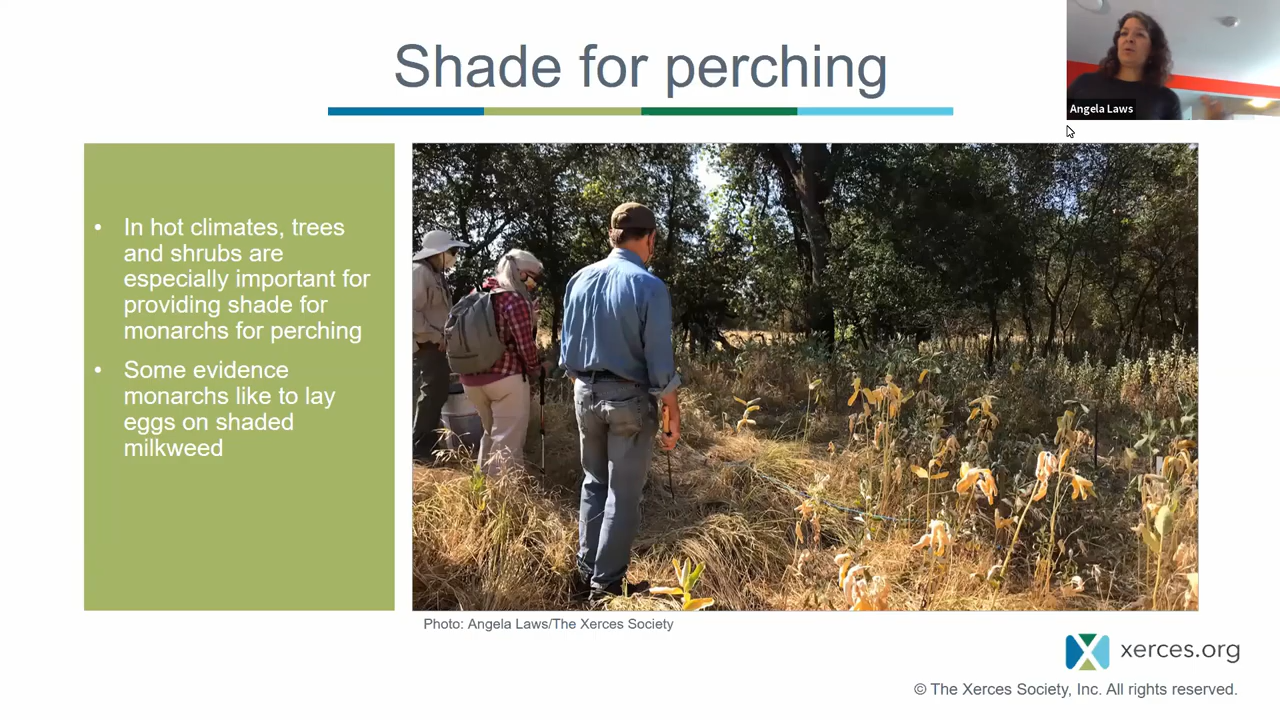 Shade for perching
Angela Laws
• In hot climates, trees
and shrubs are
especially important for
providing shade for
monarchs for perching
• Some evidence
monarchs like to lay
eggs on shaded
milkweed
Photo: Angela Laws/The Xerces Society
xerces.org
© The Xerces Society, Inc. All rights reserved.